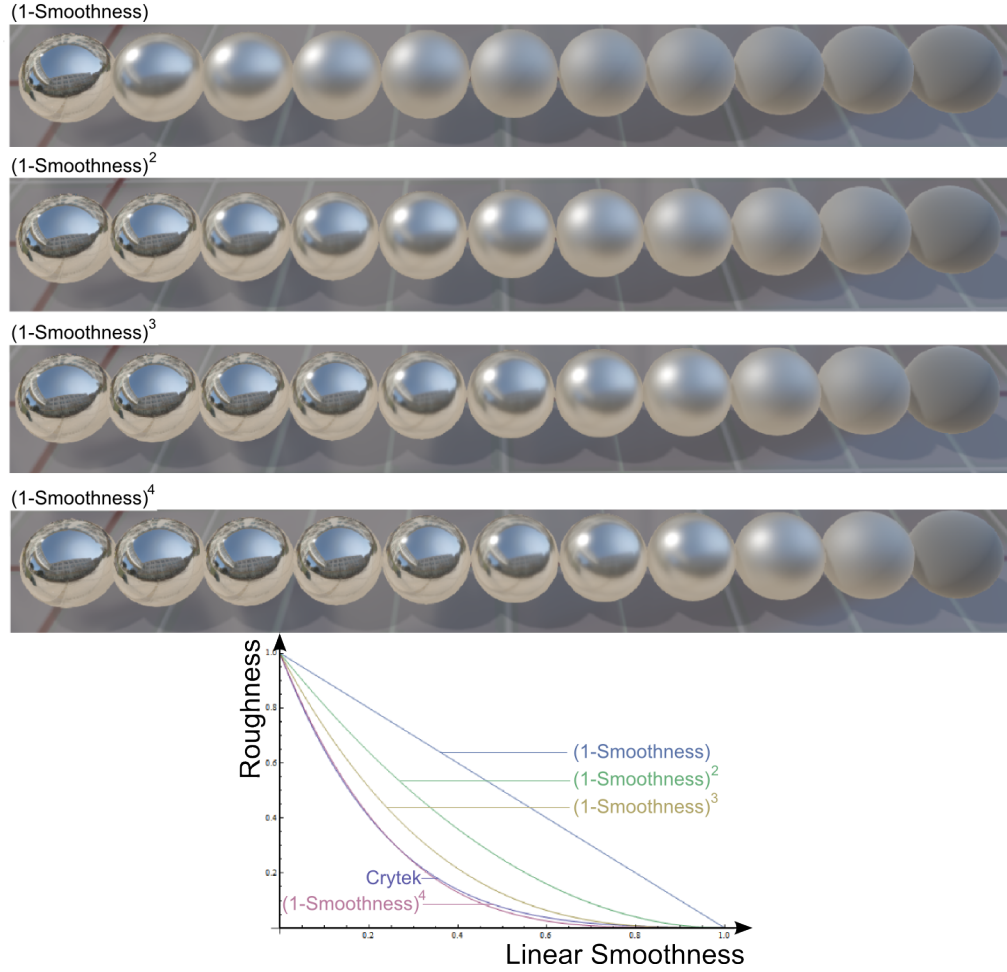 (1-Smoothness)
(1-Smoothness)²
(1-Smoothness)³
(1-Smoothness)⁴
Roughness
1.0
0.8
0.6
0.4
0.2
(1-Smoothness)
(1-Smoothness)²
(1-Smoothness)³
Crytek
(1-Smoothness)⁴
0.2 0.4 0.6 0.8 1.0
Linear Smoothness